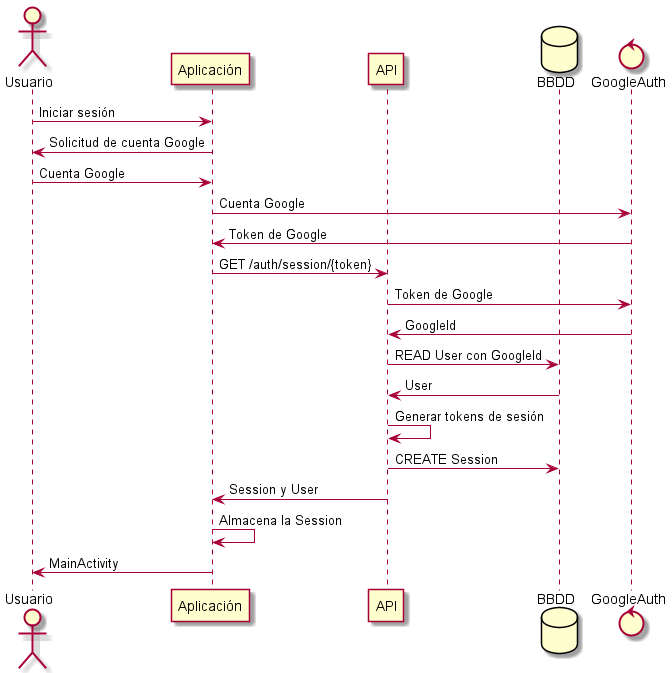 Usuario
Aplicación
API
BBDD
GoogleAuth
Iniciar sesión
Solicitud de cuenta Google
Cuenta Google
Cuenta Google
Token de Google
GET /auth/session/{token}
Token de Google
GoogleId
READ User con GoogleId
User
Generar tokens de sesión
CREATE Session
Session y User
Almacena la Session
MainActivity
Usuario
Aplicación
API
BBDD
GoogleAuth